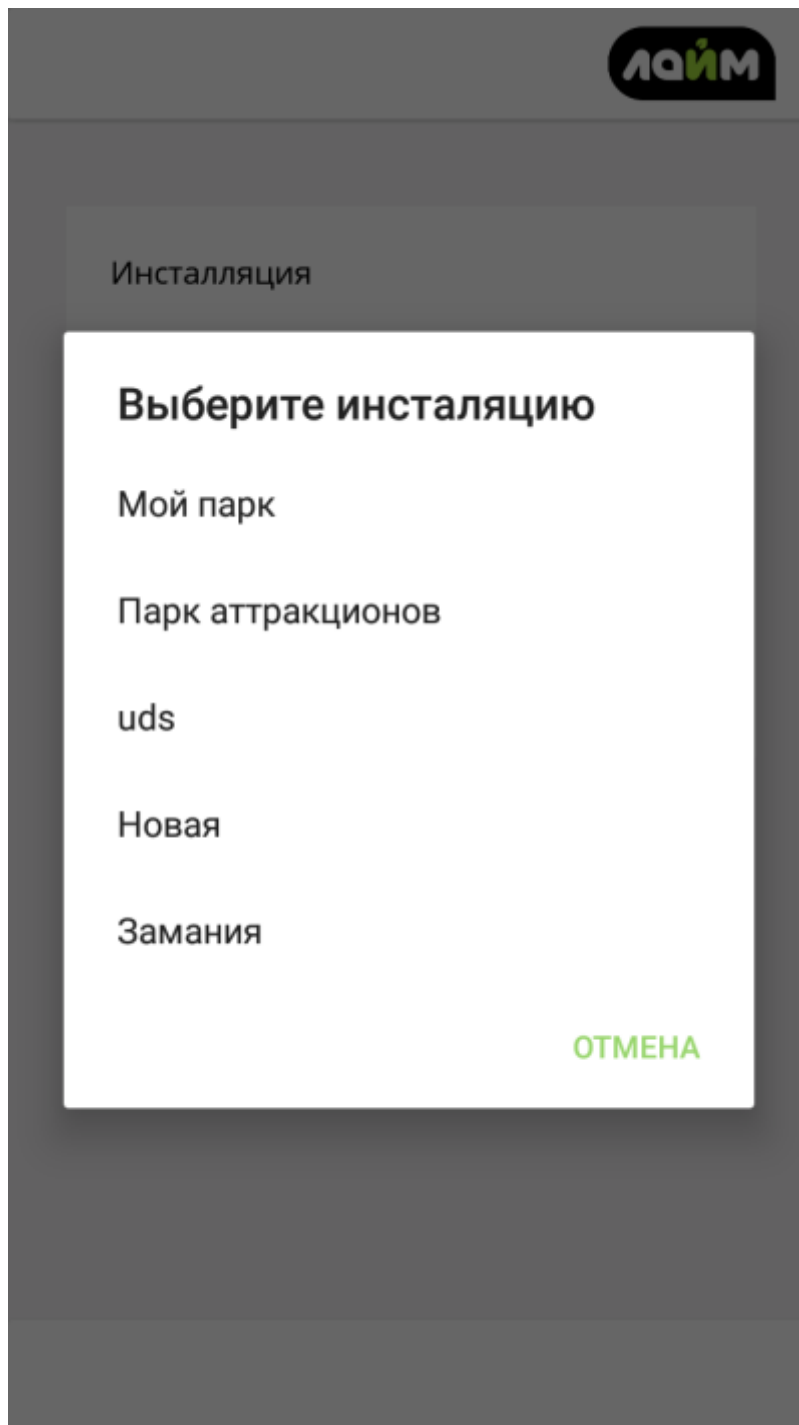 лайм
Инсталляция
Выберите инсталяцию
Мой парк
Парк аттракционов
uds
Новая
Замания
ОТМЕНА